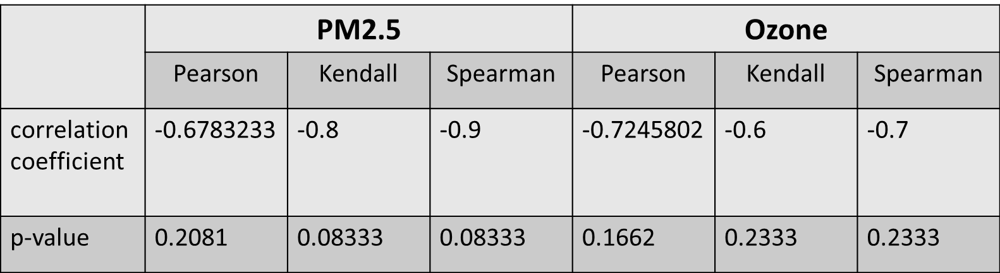 PM2.5 Ozone
Pearson Kendall Spearman Pearson Kendall Spearman
correlation -0.6783233 -0.8 -0.9 -0.7245802 -0.6 -0.7
coefficient
p-value 0.2081 0.08333 0.08333 0.1662 0.2333 0.2333